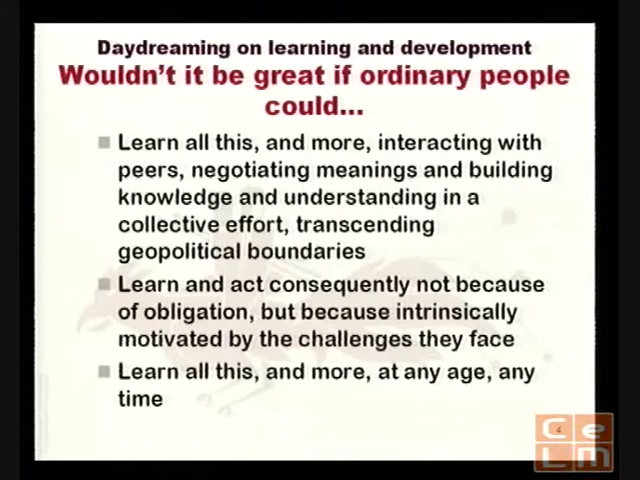 Daydreaming on learning and development
Wouldn't it be great if ordinary people
could...
Learn all this, and more, interacting with
peers, negotiating meanings and building
knowledge and understanding in a
collective effort, transcending
geopolitical boundaries
Learn and act consequently not because
of obligation, but because intrinsically
motivated by the challenges they face
Learn all this, and more, at any age, any
time
4
C e
L m